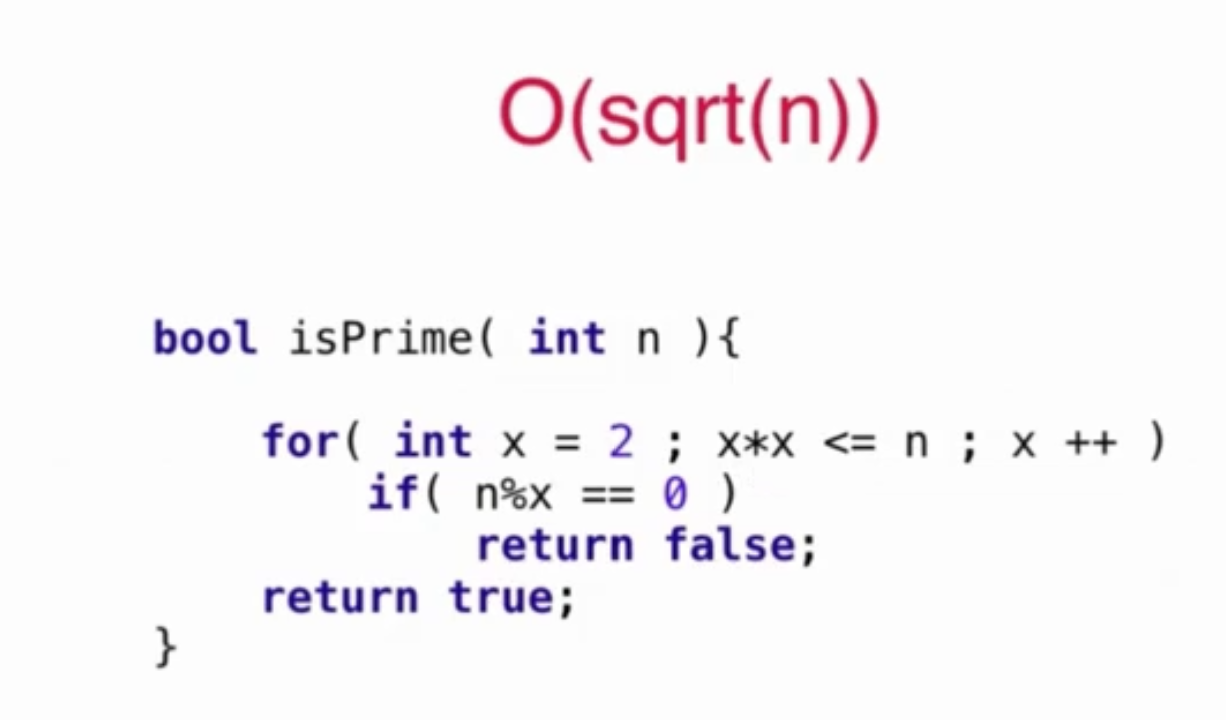 O(sqrt(n))
bool isPrime( int n ){
for( int x = 2 ; x*x <= n ; x ++ )
if( n%x == 0 )
return false;
return true;
}